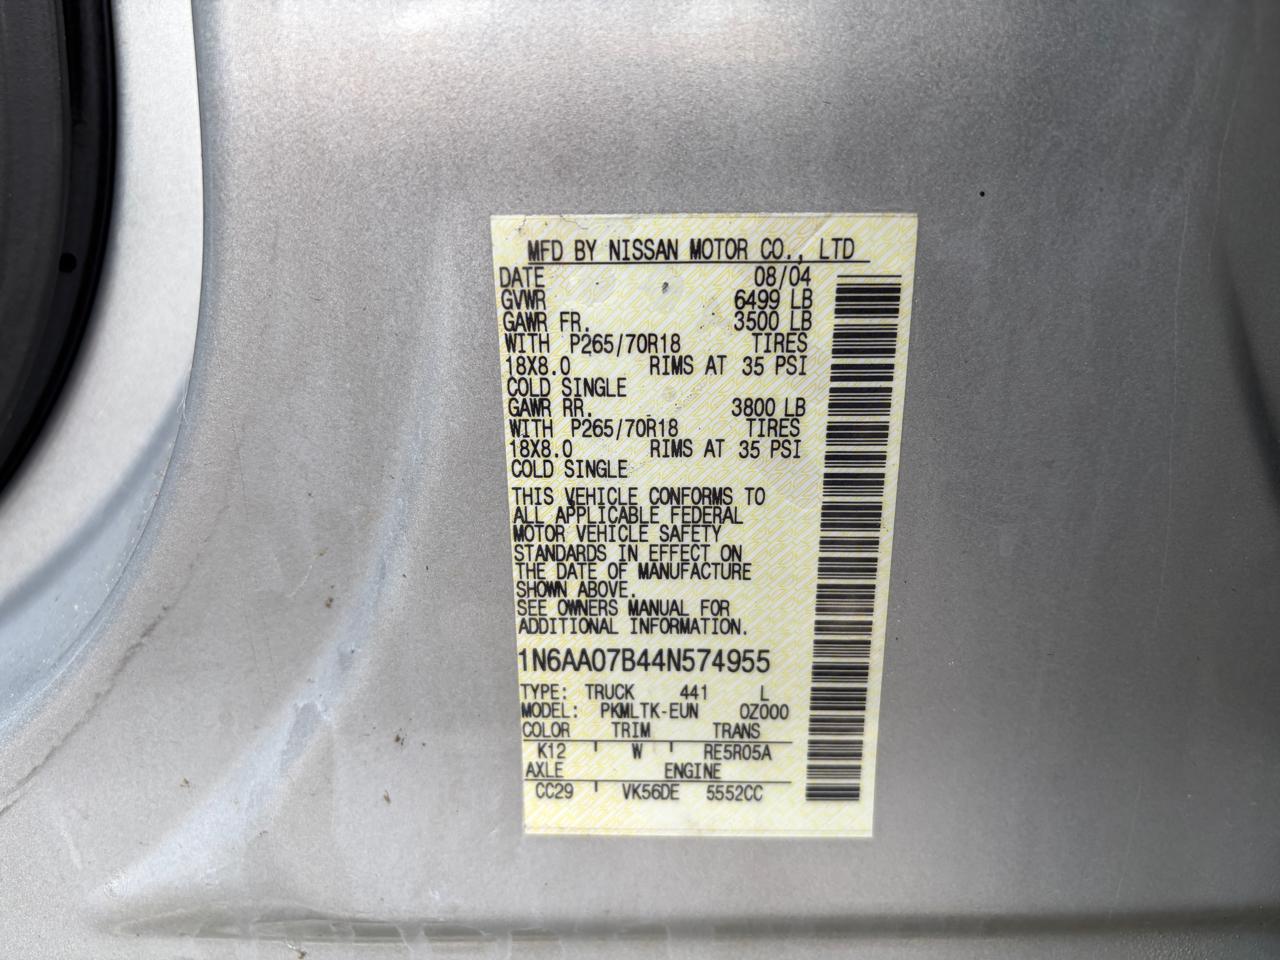 MFD BY NISSAN MOTOR CO., LTD
DATE 08/04
GVWR 6499 LB
GAWR FR. 3500 LB
WITH P265/70R18 TIRES
18X8.0 RIMS AT 35 PSI
COLD SINGLE
GAWR RR. 3800 LB
WITH P265/70R18 TIRES
18X8.0 RIMS AT 35 PSI
COLD SINGLE
THIS VEHICLE CONFORMS TO
ALL APPLICABLE FEDERAL
MOTOR VEHICLE SAFETY
STANDARDS IN EFFECT ON
THE DATE OF MANUFACTURE
SHOWN ABOVE.
SEE OWNERS MANUAL FOR
ADDITIONAL INFORMATION.
1N6AA07B44N574955
TYPE: TRUCK 441 L
MODEL: PKMLTK-EUN 0Z000
COLOR TRIM TRANS
K12 ' W ' RE5R05A
AXLE ENGINE
CC29 ' VK56DE 5552CC